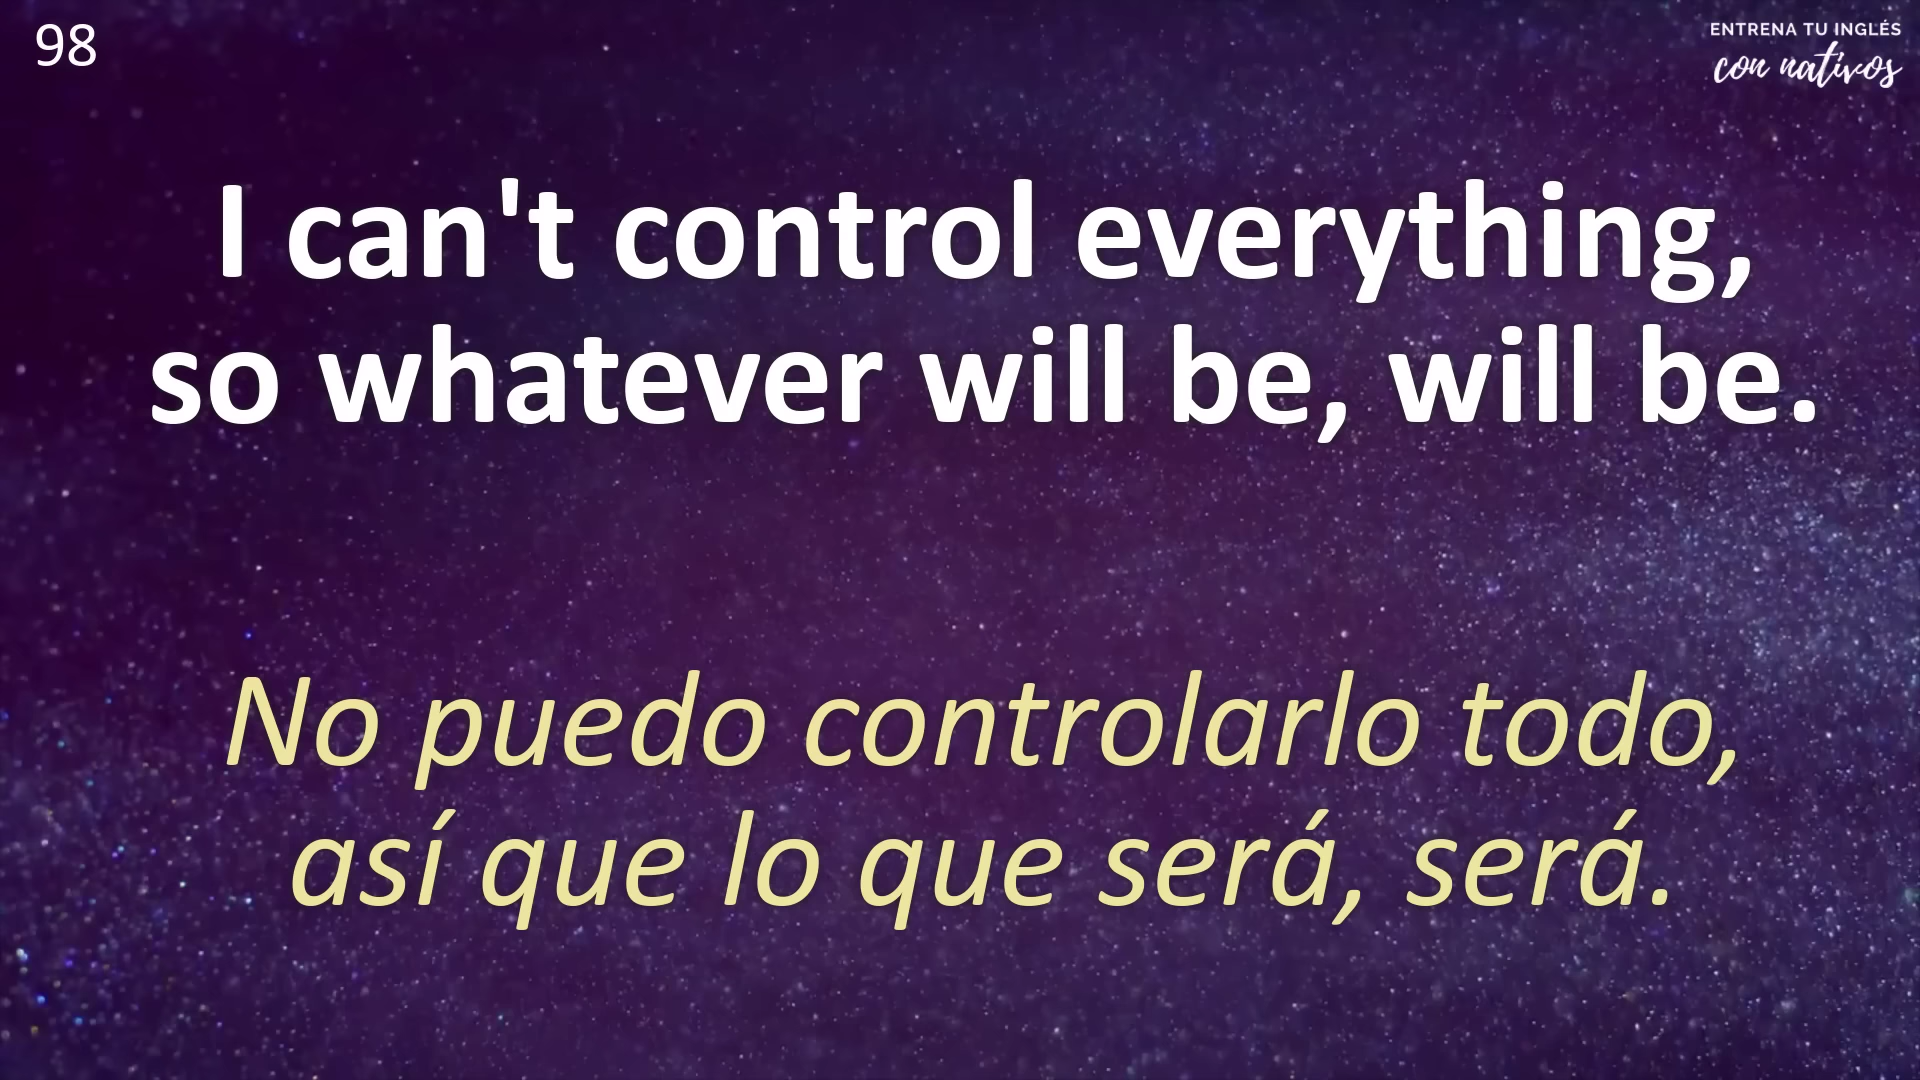 98
ENTRENA TU INGLÉS
con nativos
I can't control everything,
so whatever will be, will be.
No puedo controlarlo todo,
así que lo que será, será.